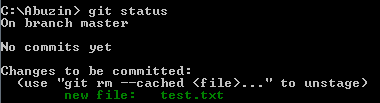 C:\Abuzin> git status
On branch master
No commits yet
Changes to be committed:
(use "git rm --cached <file>..." to unstage)
new file:   test.txt